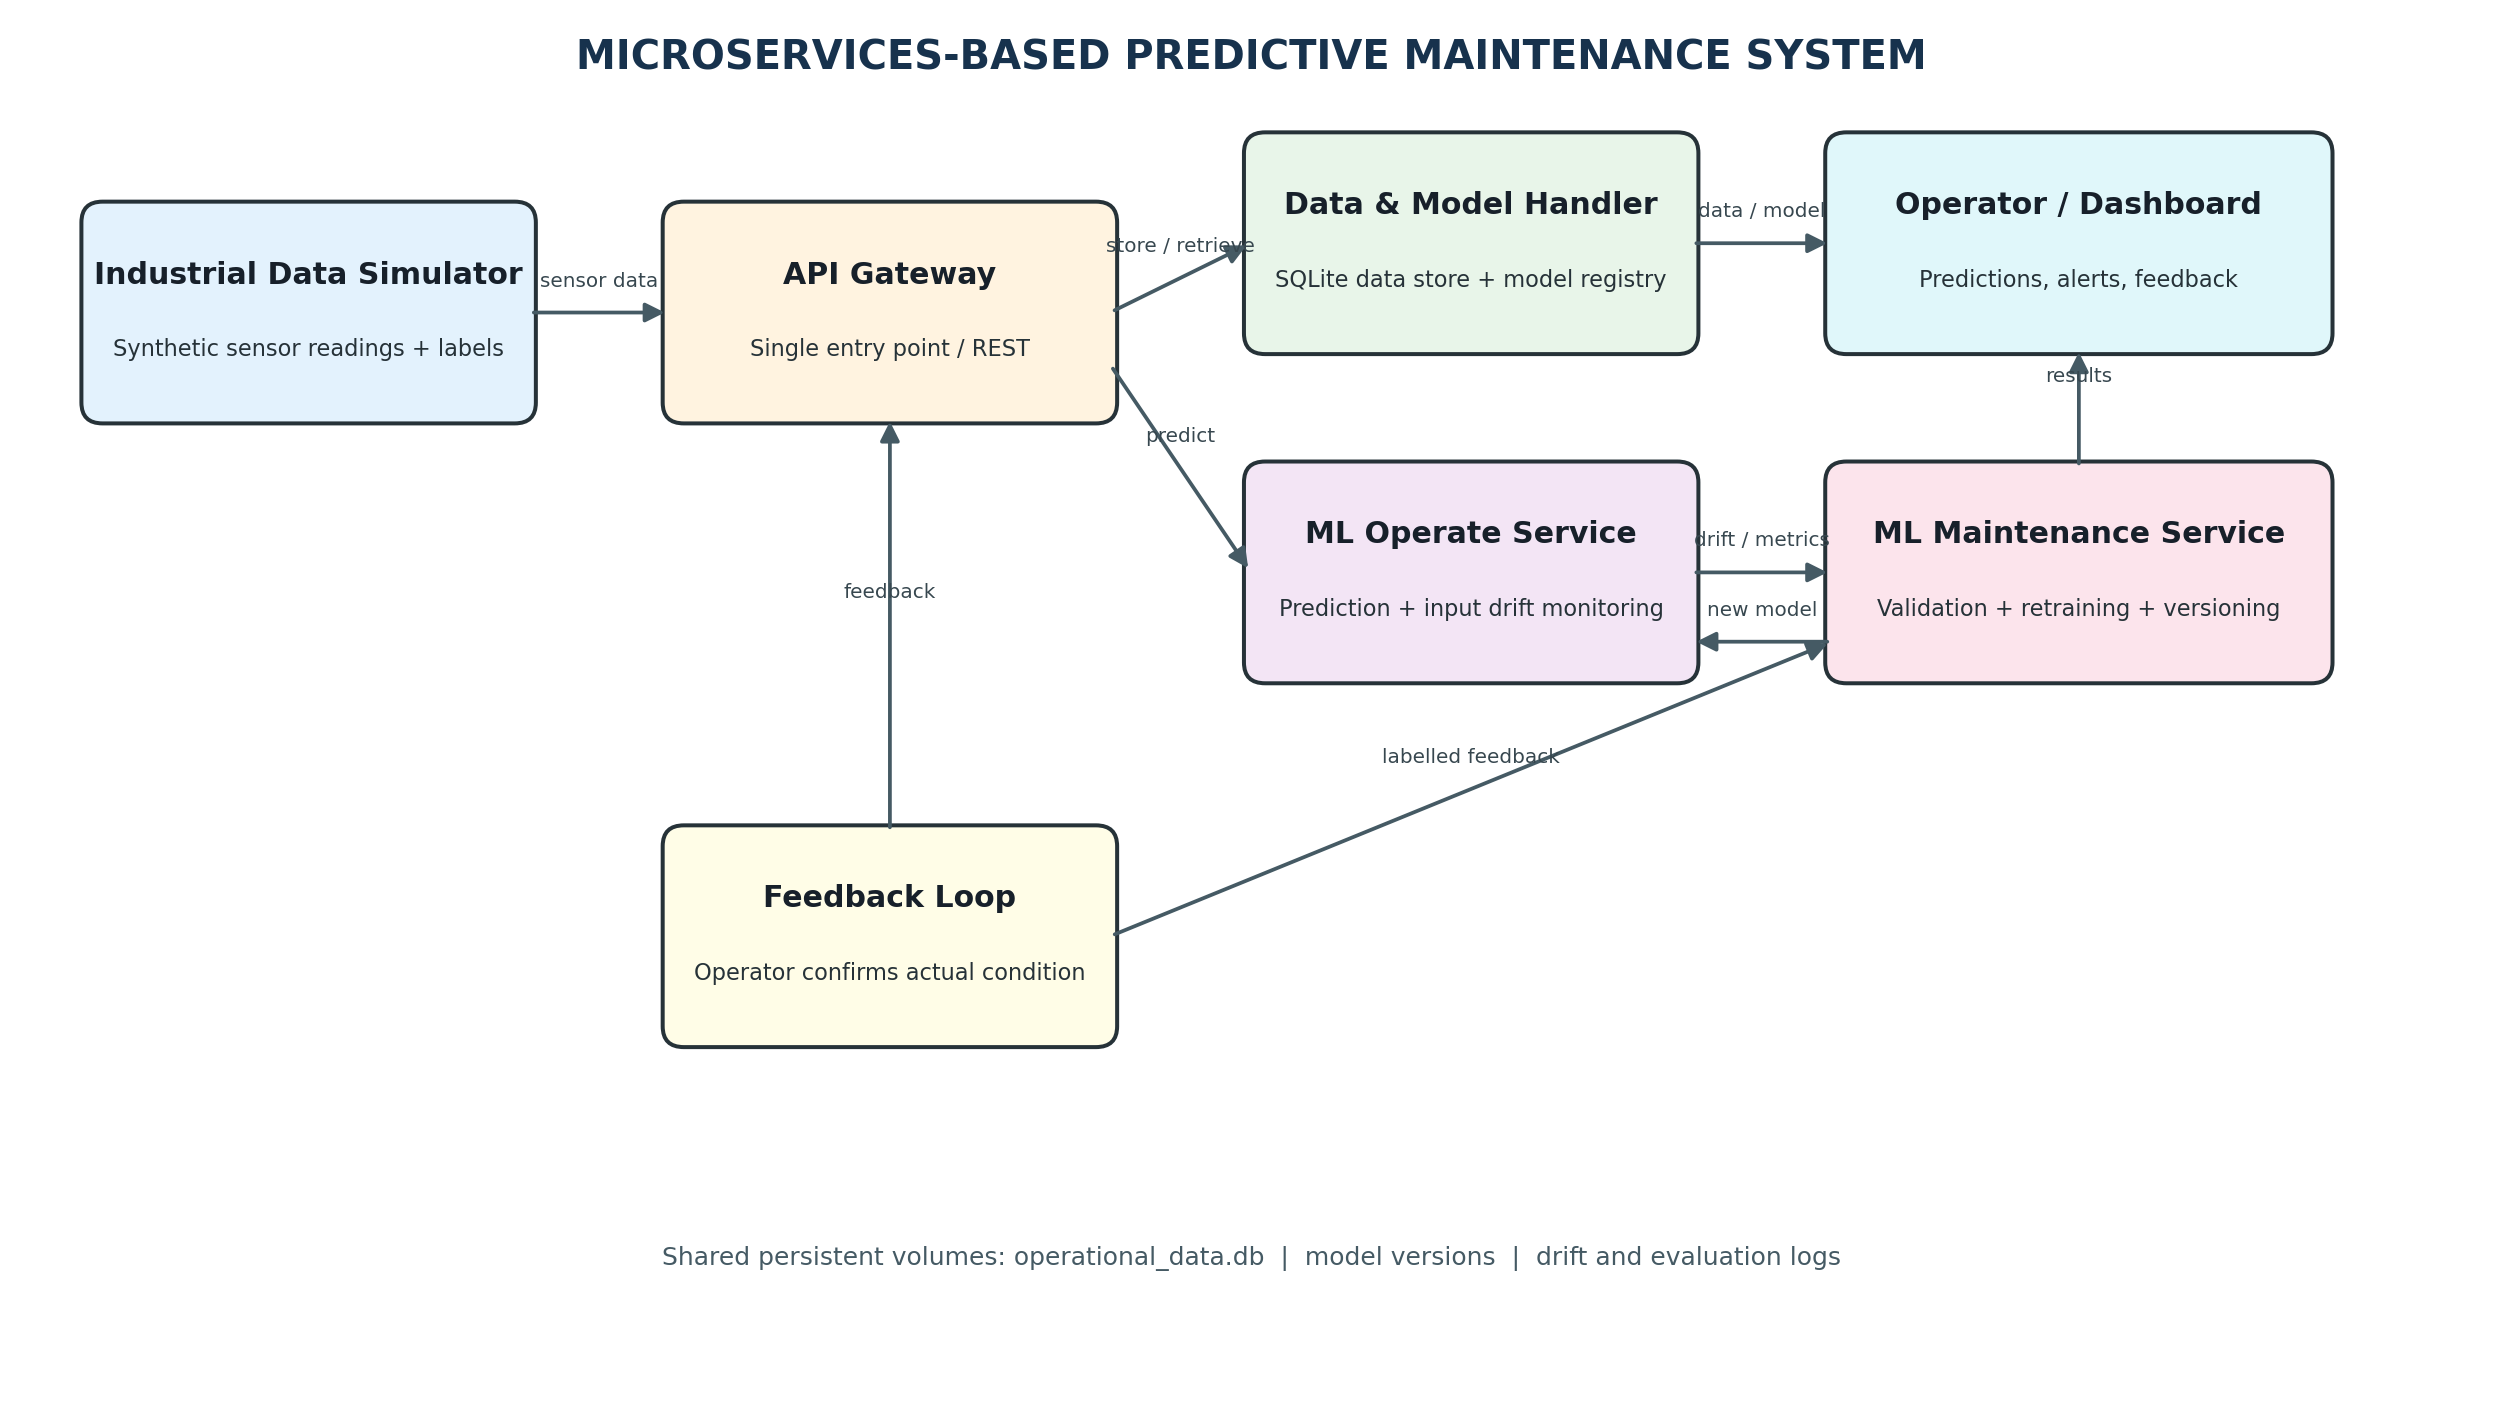 MICROSERVICES-BASED PREDICTIVE MAINTENANCE SYSTEM
Industrial Data Simulator
Synthetic sensor readings + labels
sensor data
API Gateway
Single entry point / REST
store / retrieve
Data & Model Handler
SQLite data store + model registry
data / model
Operator / Dashboard
Predictions, alerts, feedback
results
predict
ML Operate Service
Prediction + input drift monitoring
drift / metrics
new model
ML Maintenance Service
Validation + retraining + versioning
feedback
labelled feedback
Feedback Loop
Operator confirms actual condition
Shared persistent volumes: operational_data.db | model versions | drift and evaluation logs